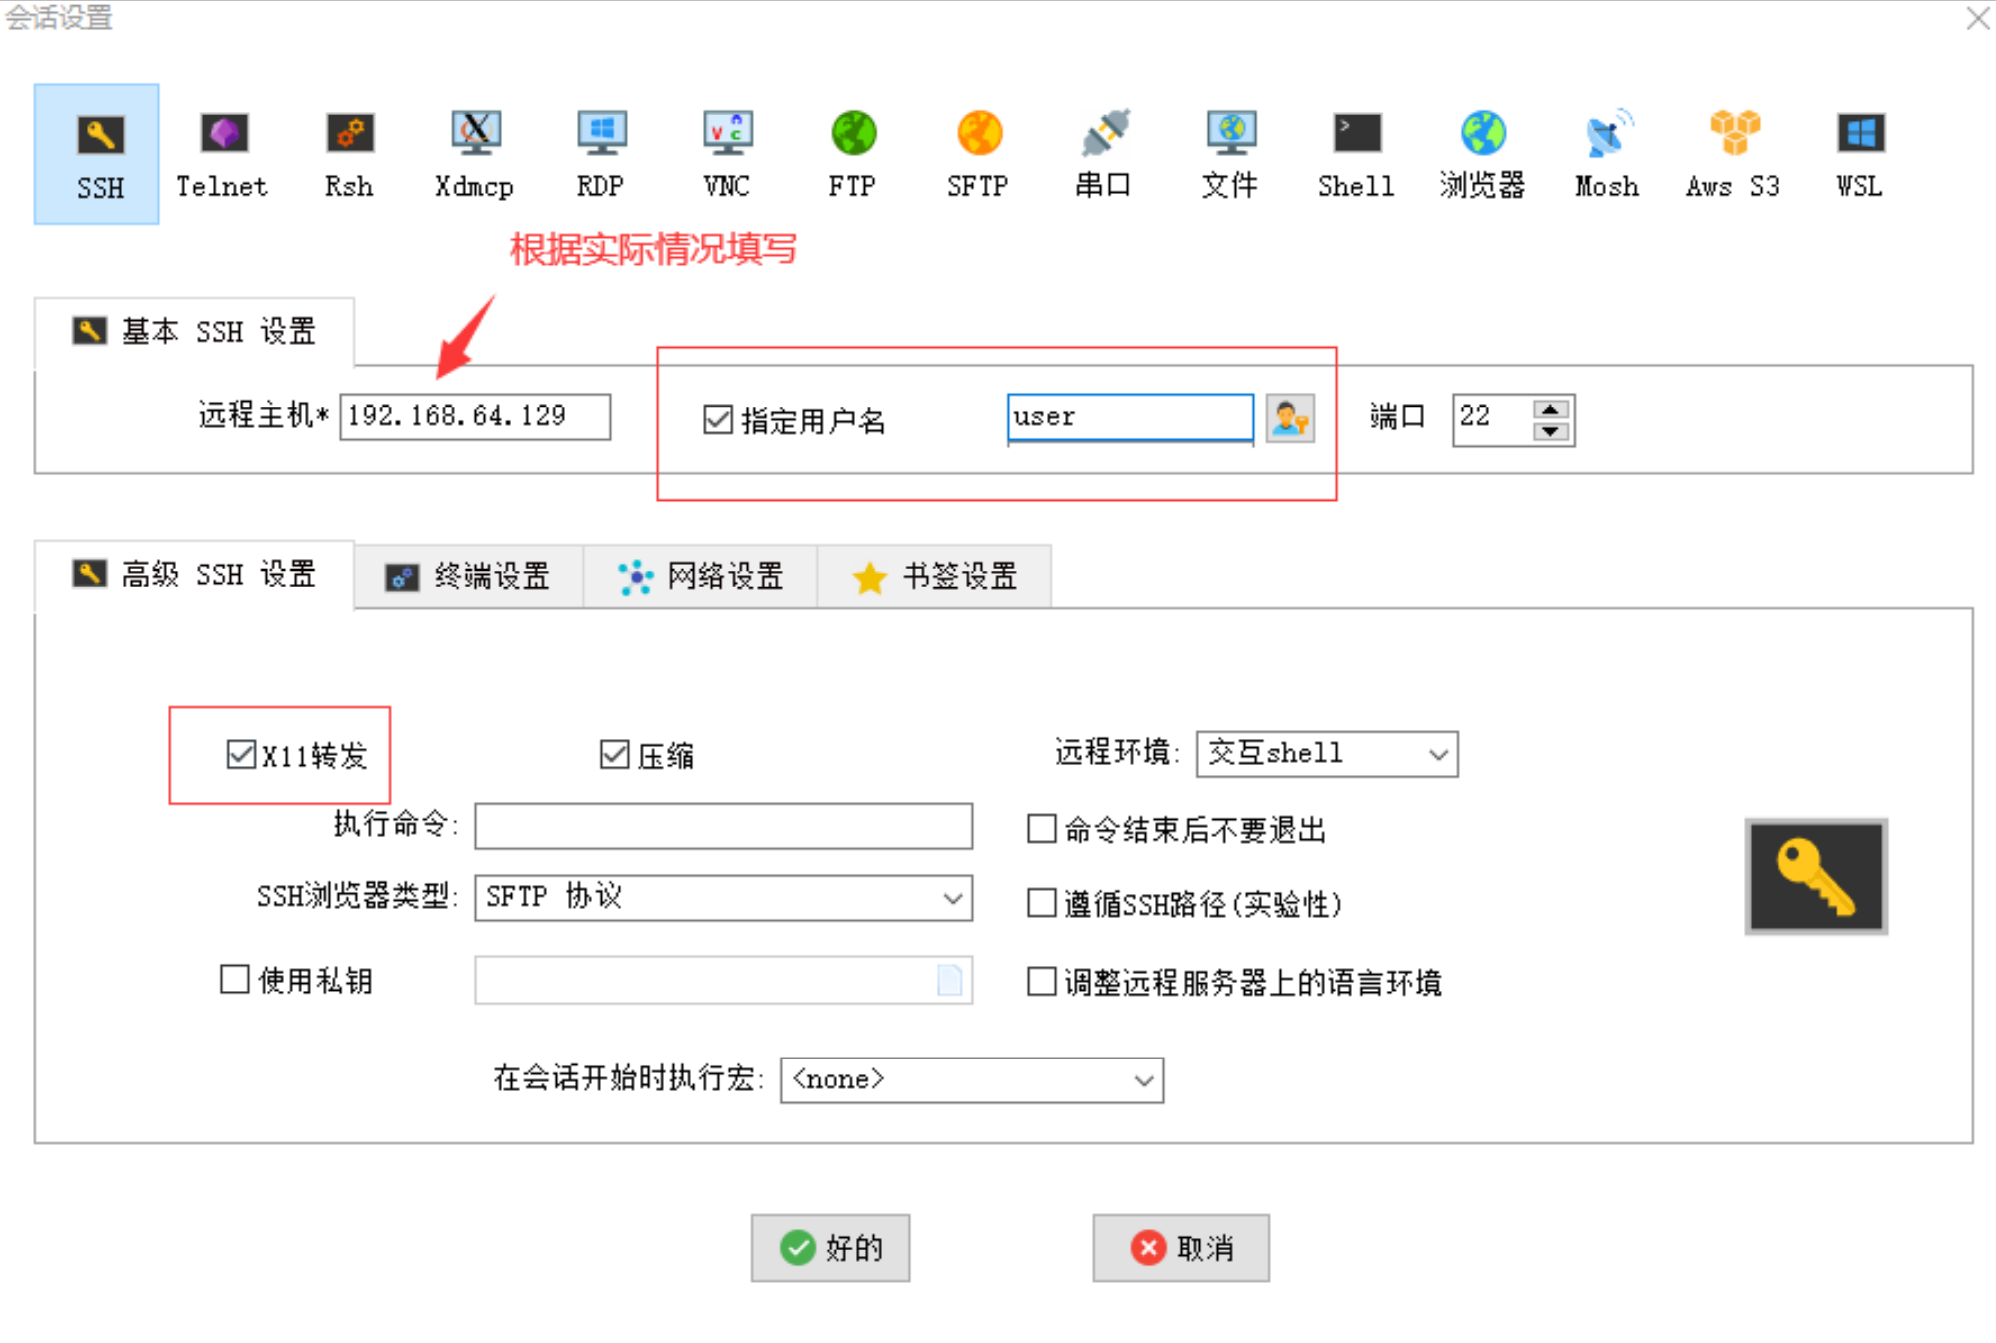 会话设置
SSH Telnet Rsh Xdmcp RDP VNC FTP SFTP 串口 文件 Shell 浏览器 Mosh Aws S3 WSL
根据实际情况填写
基本 SSH 设置
远程主机* 192.168.64.129 指定用户名 user 端口 22
高级 SSH 设置 终端设置 网络设置 书签设置
X11转发 压缩 远程环境: 交互shell
执行命令: 命令结束后不要退出
SSH浏览器类型: SFTP 协议 遵循SSH路径(实验性)
使用私钥 调整远程服务器上的语言环境
在会话开始时执行宏: <none>
好的 取消